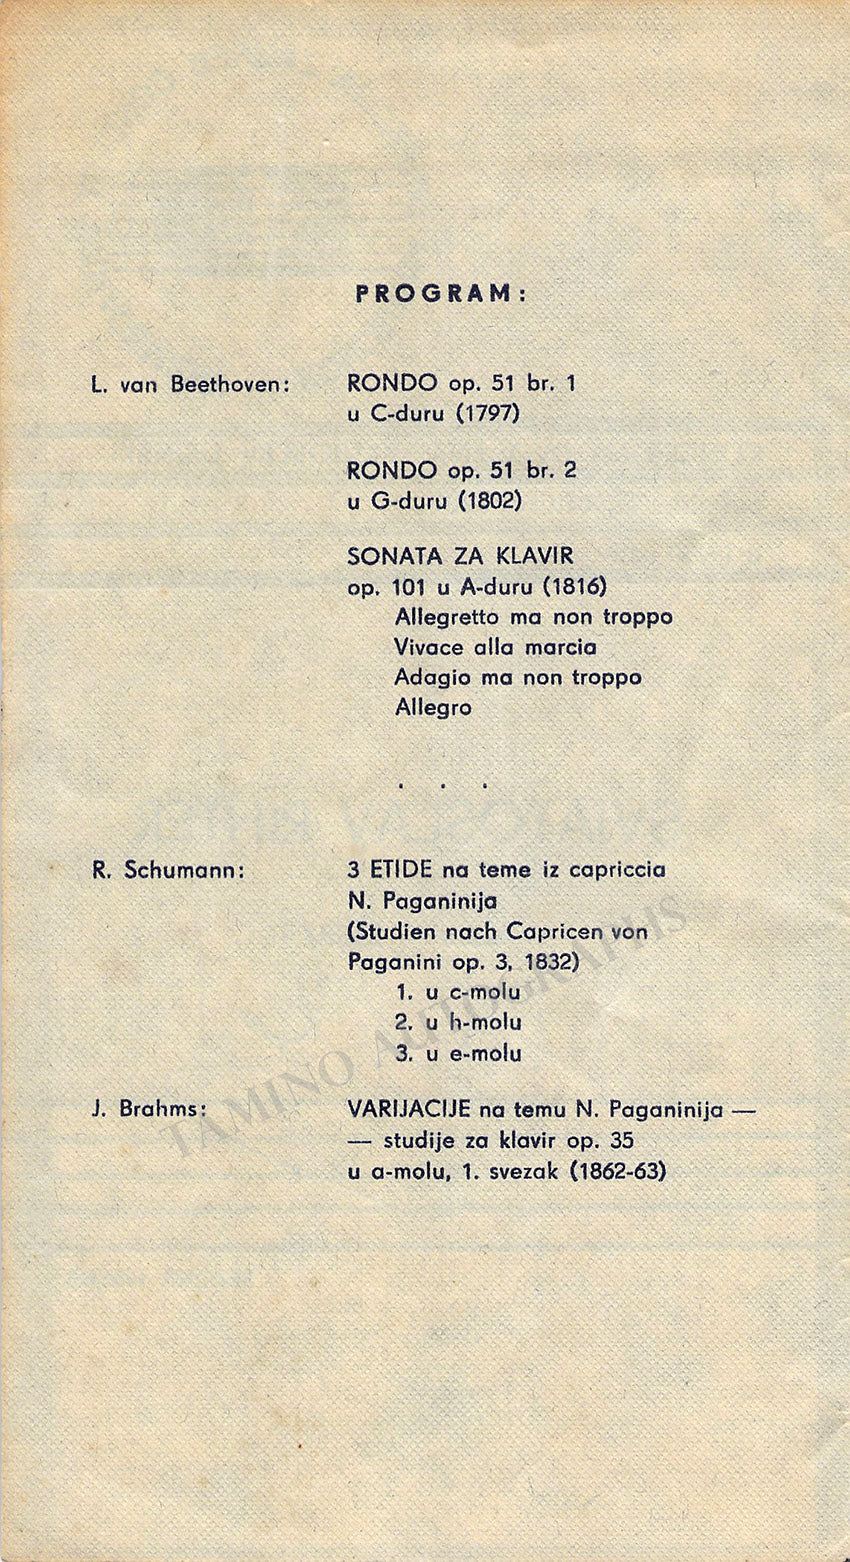 PROGRAM:
L. van Beethoven: RONDO op. 51 br. 1
u C-duru (1797)
RONDO op. 51 br. 2
u G-duru (1802)
SONATA ZA KLAVIR
op. 101 u A-duru (1816)
Allegretto ma non troppo
Vivace alla marcia
Adagio ma non troppo
Allegro
. . .
R. Schumann: 3 ETIDE na teme iz capriccia
N. Paganinija
(Studien nach Capricen von
Paganini op. 3, 1832)
1. u c-molu
2. u h-molu
3. u e-molu
J. Brahms: VARIJACIJE na temu N. Paganinija —
— studije za klavir op. 35
u a-molu, 1. svezak (1862-63)
TAMINO AUTOGRAPHS